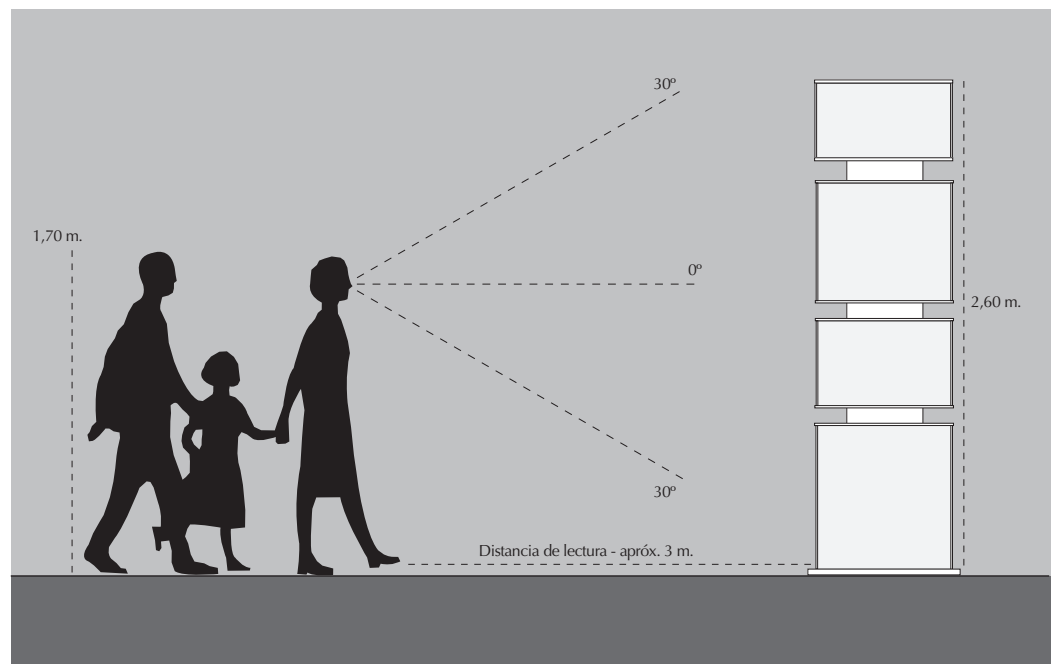 30º
1,70 m.
0º
2,60 m.
30º
Distancia de lectura - apróx. 3 m.